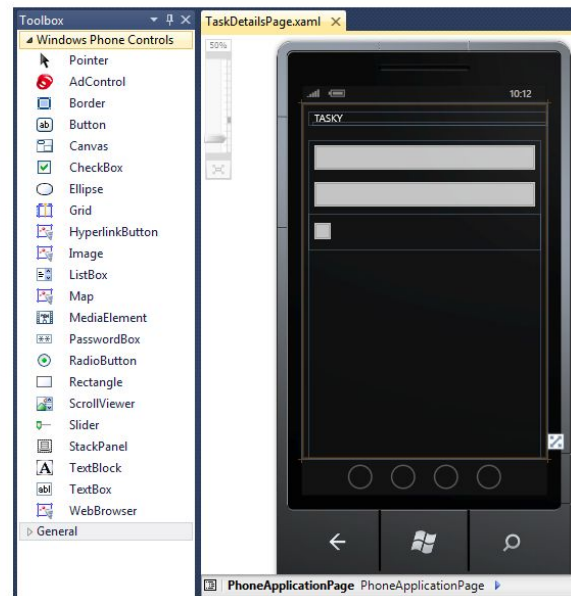 Toolbox
Windows Phone Controls
Pointer
AdControl
Border
Button
Canvas
CheckBox
Ellipse
Grid
HyperlinkButton
Image
ListBox
Map
MediaElement
PasswordBox
RadioButton
Rectangle
ScrollViewer
Slider
StackPanel
TextBlock
TextBox
WebBrowser
General
TaskDetailsPage.xaml
50%
10:12
TASKY
PhoneApplicationPage PhoneApplicationPage